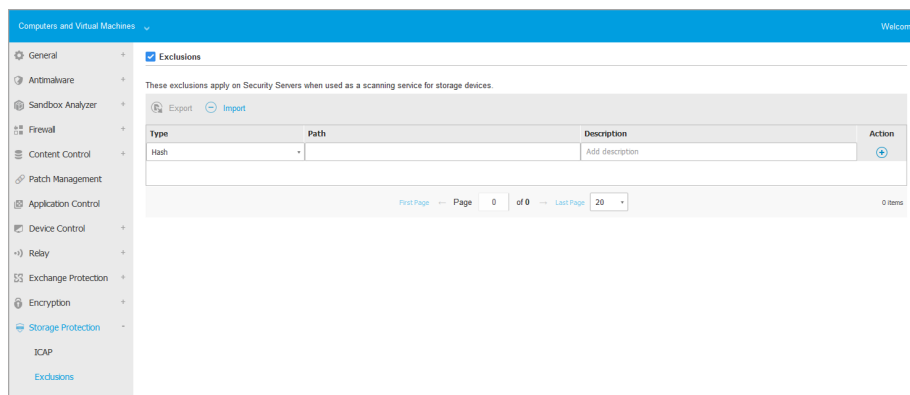 Computers and Virtual Machines
Welcom
General +
Antimalware +
Sandbox Analyzer +
Firewall +
Content Control +
Patch Management
Application Control
Device Control +
Relay +
Exchange Protection +
Encryption +
Storage Protection -
ICAP
Exclusions
Exclusions
These exclusions apply on Security Servers when used as a scanning service for storage devices.
Export Import
Type Path Description Action
Hash Add description
First Page ← Page 0 of 0 → Last Page 20 0 items